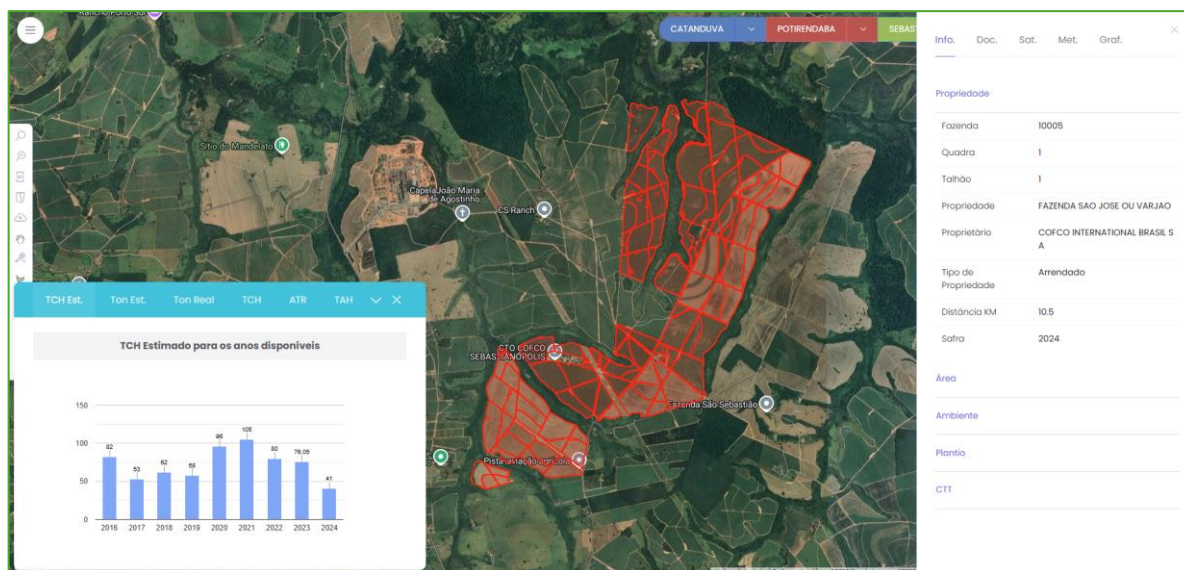 Rancho Porto Sul
CATANDUVA
POTIRENDABA
SEBAS
Info. Doc. Sat. Met. Graf.
Propriedade
Fazenda 10005
Quadra 1
Talhão 1
Propriedade FAZENDA SAO JOSE OU VARJAO
Proprietário COFCO INTERNATIONAL BRASIL S
A
Tipo de Arrendado
Propriedade
Distância KM 10.5
Safra 2024
Área
Ambiente
Plantio
CTT
Sítio do Mandelato
Capela João Maria
de Agostinho
CS Ranch
CTO COFCO
SEBASTIANÓPOLIS
Fazenda São Sebastião
Pista aviação agrícola
TCH Est. Ton Est. Ton Real TCH ATR TAH
TCH Estimado para os anos disponíveis
150
100
50
0
82
53
62
58
96
105
80
76.05
41
2016 2017 2018 2019 2020 2021 2022 2023 2024